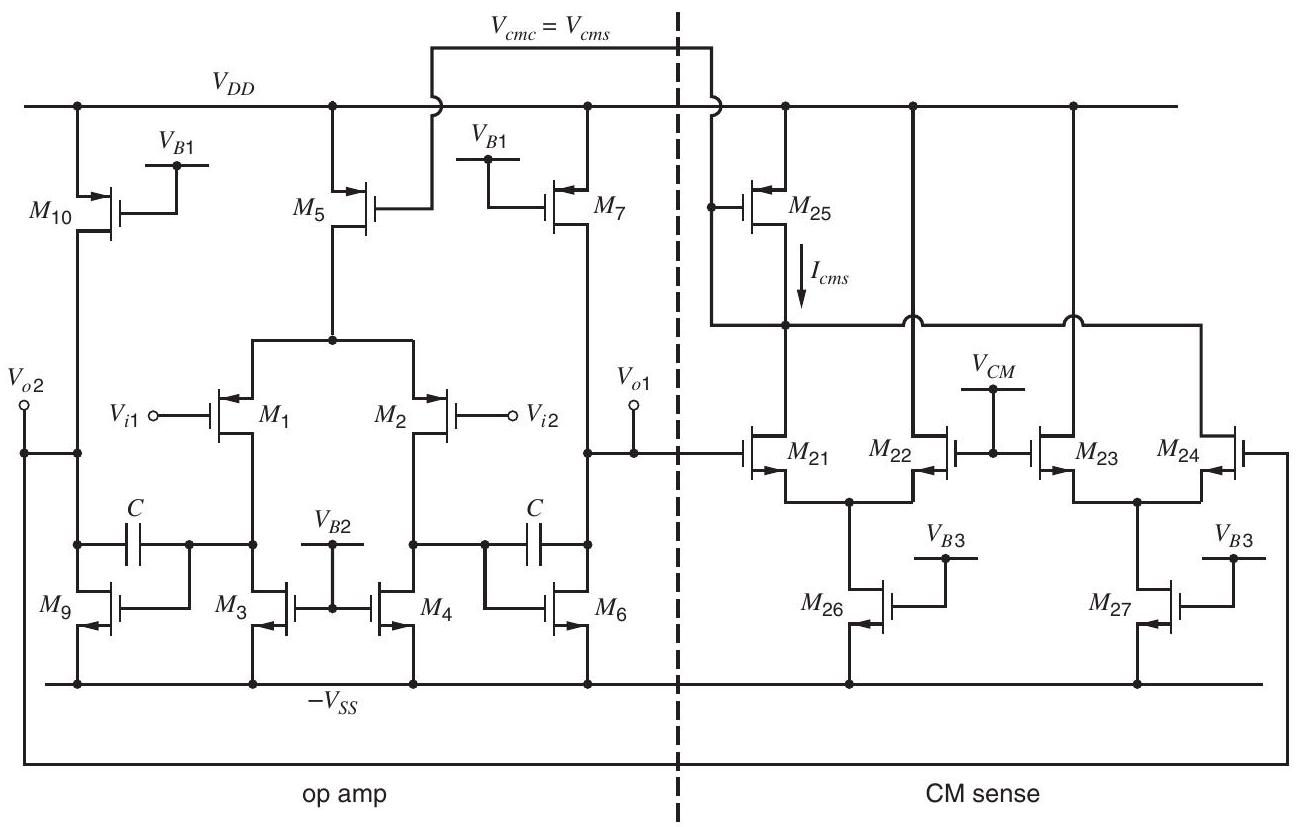 V_{cmc} = V_{cms}
V_{DD}
V_{B1}
V_{B1}
M_{10}
M_5
M_7
M_{25}
I_{cms}
V_{o2}
V_{i1}
M_1
M_2
V_{i2}
V_{o1}
V_{CM}
M_{21}
M_{22}
M_{23}
M_{24}
C
V_{B2}
C
V_{B3}
V_{B3}
M_9
M_3
M_4
M_6
M_{26}
M_{27}
−V_{SS}
op amp
CM sense